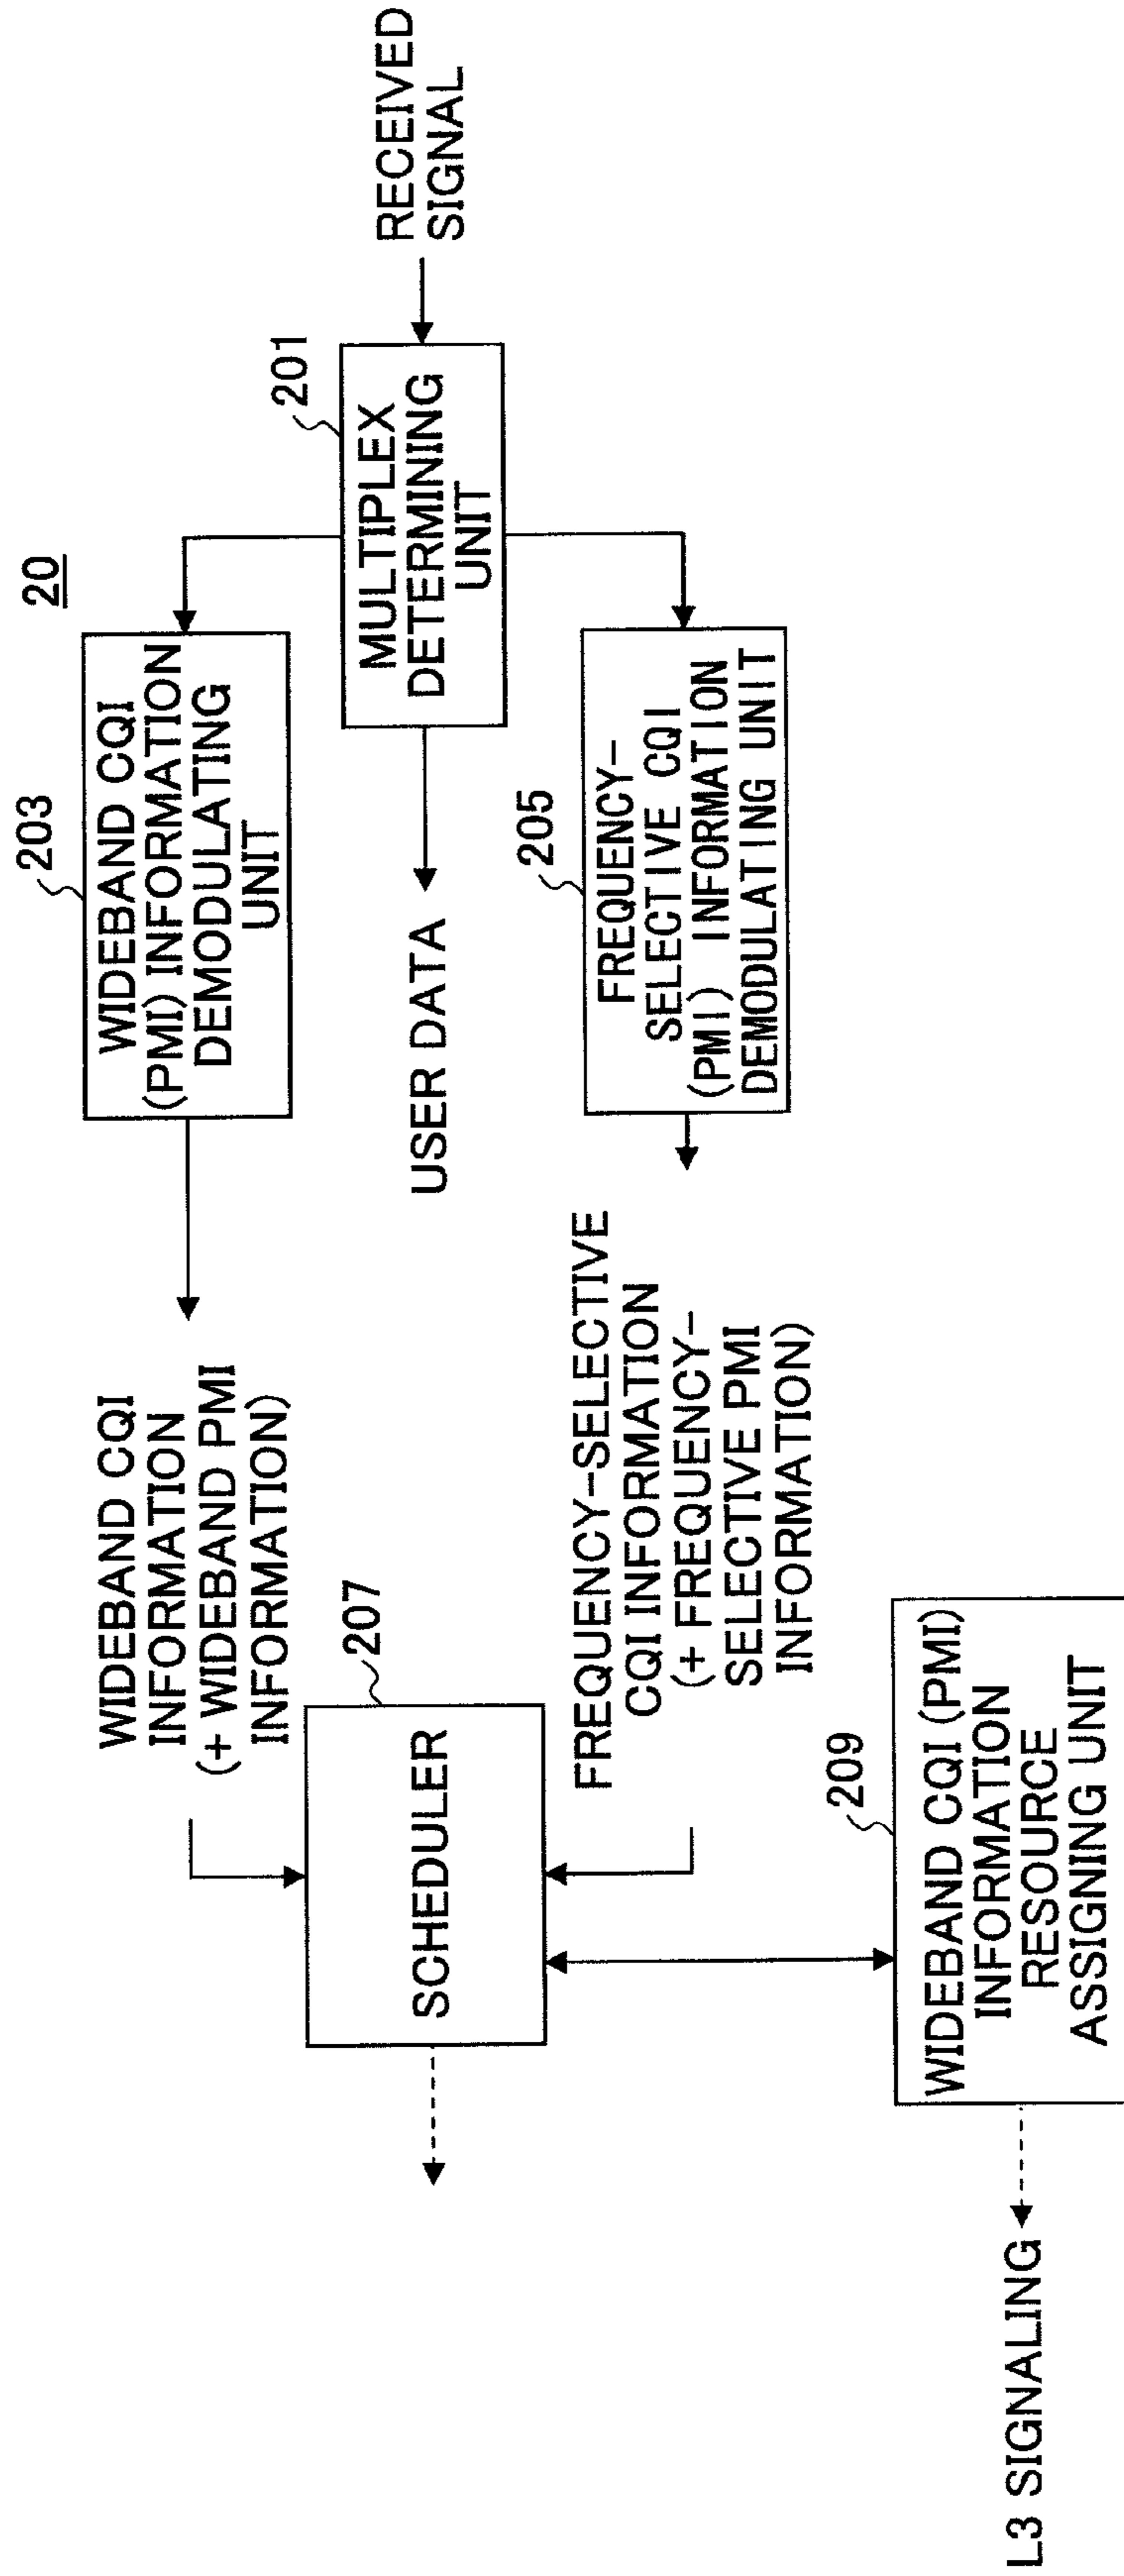 20
RECEIVED
SIGNAL
201
MULTIPLEX
DETERMINING
UNIT
203
WIDEBAND CQI
(PMI) INFORMATION
DEMODULATING
UNIT
USER DATA
205
FREQUENCY-
SELECTIVE CQI
(PMI) INFORMATION
DEMODULATING UNIT
WIDEBAND CQI
INFORMATION
(+ WIDEBAND PMI
INFORMATION)
FREQUENCY-SELECTIVE
CQI INFORMATION
(+ FREQUENCY-
SELECTIVE PMI
INFORMATION)
207
SCHEDULER
209
WIDEBAND CQI (PMI)
INFORMATION
RESOURCE
ASSIGNING UNIT
L3 SIGNALING